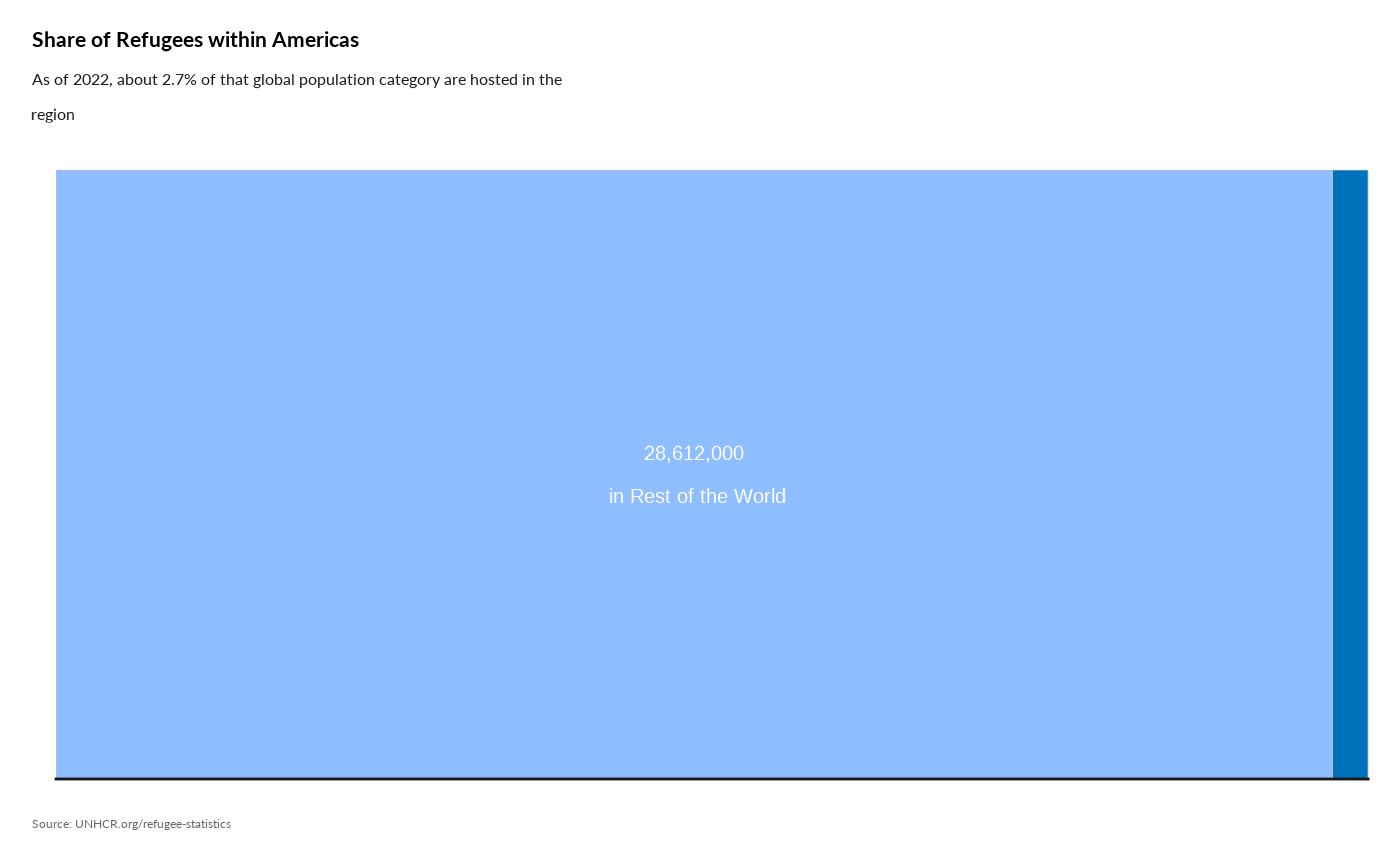 Share of Refugees within Americas
As of 2022, about 2.7% of that global population category are hosted in the
region
28,612,000
in Rest of the World
Source: UNHCR.org/refugee-statistics